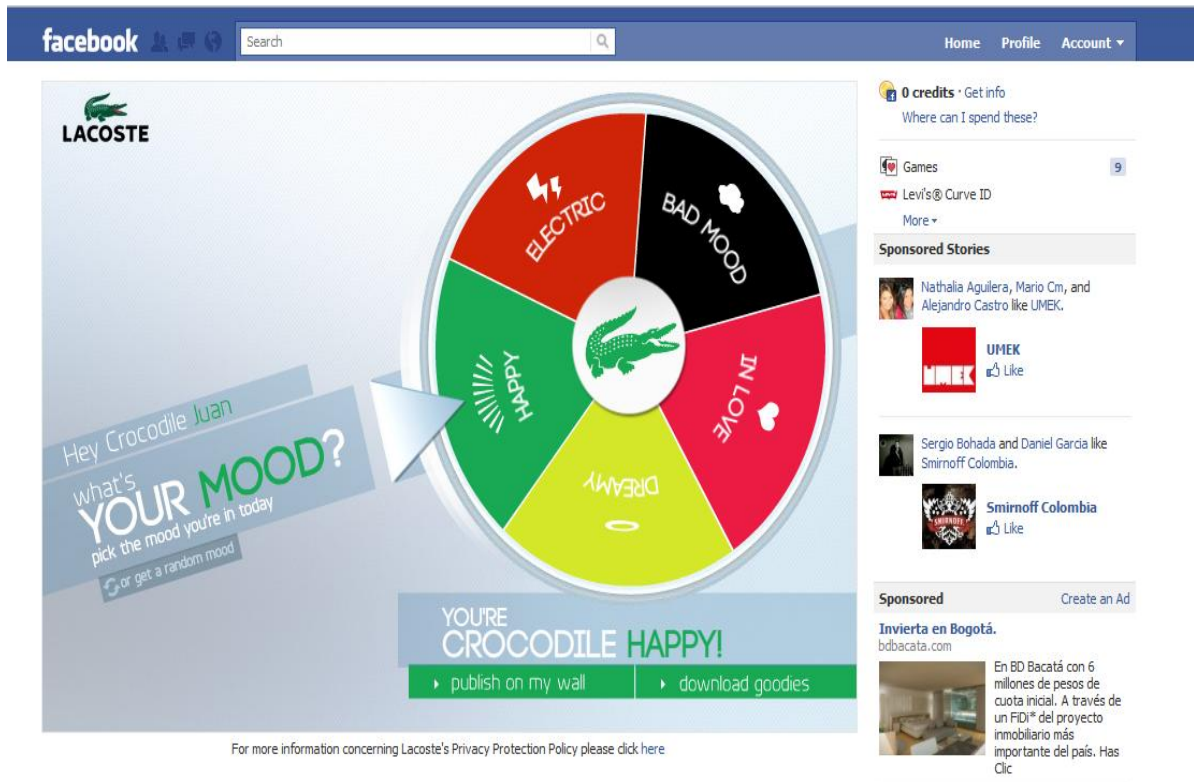 facebook
Search
Home Profile Account
LACOSTE
ELECTRIC
BAD MOOD
IN LOVE
DREAMY
HAPPY
Hey Crocodile Juan
what's
YOUR MOOD?
pick the mood you're in today
or get a random mood
YOU'RE
CROCODILE HAPPY!
publish on my wall
download goodies
For more information concerning Lacoste's Privacy Protection Policy please click here
0 credits · Get info
Where can I spend these?
Games 9
Levi's® Curve ID
More
Sponsored Stories
Nathalia Aguilera, Mario Cm, and
Alejandro Castro like UMEK.
UMEK
UMEK
Like
Sergio Bohada and Daniel Garcia like
Smirnoff Colombia.
SMIRNOFF
Smirnoff Colombia
Like
Sponsored Create an Ad
Invierta en Bogotá.
bdbacata.com
En BD Bacatá con 6
millones de pesos de
cuota inicial. A través de
un FiDi* del proyecto
inmobiliario más
importante del país. Has
Clic